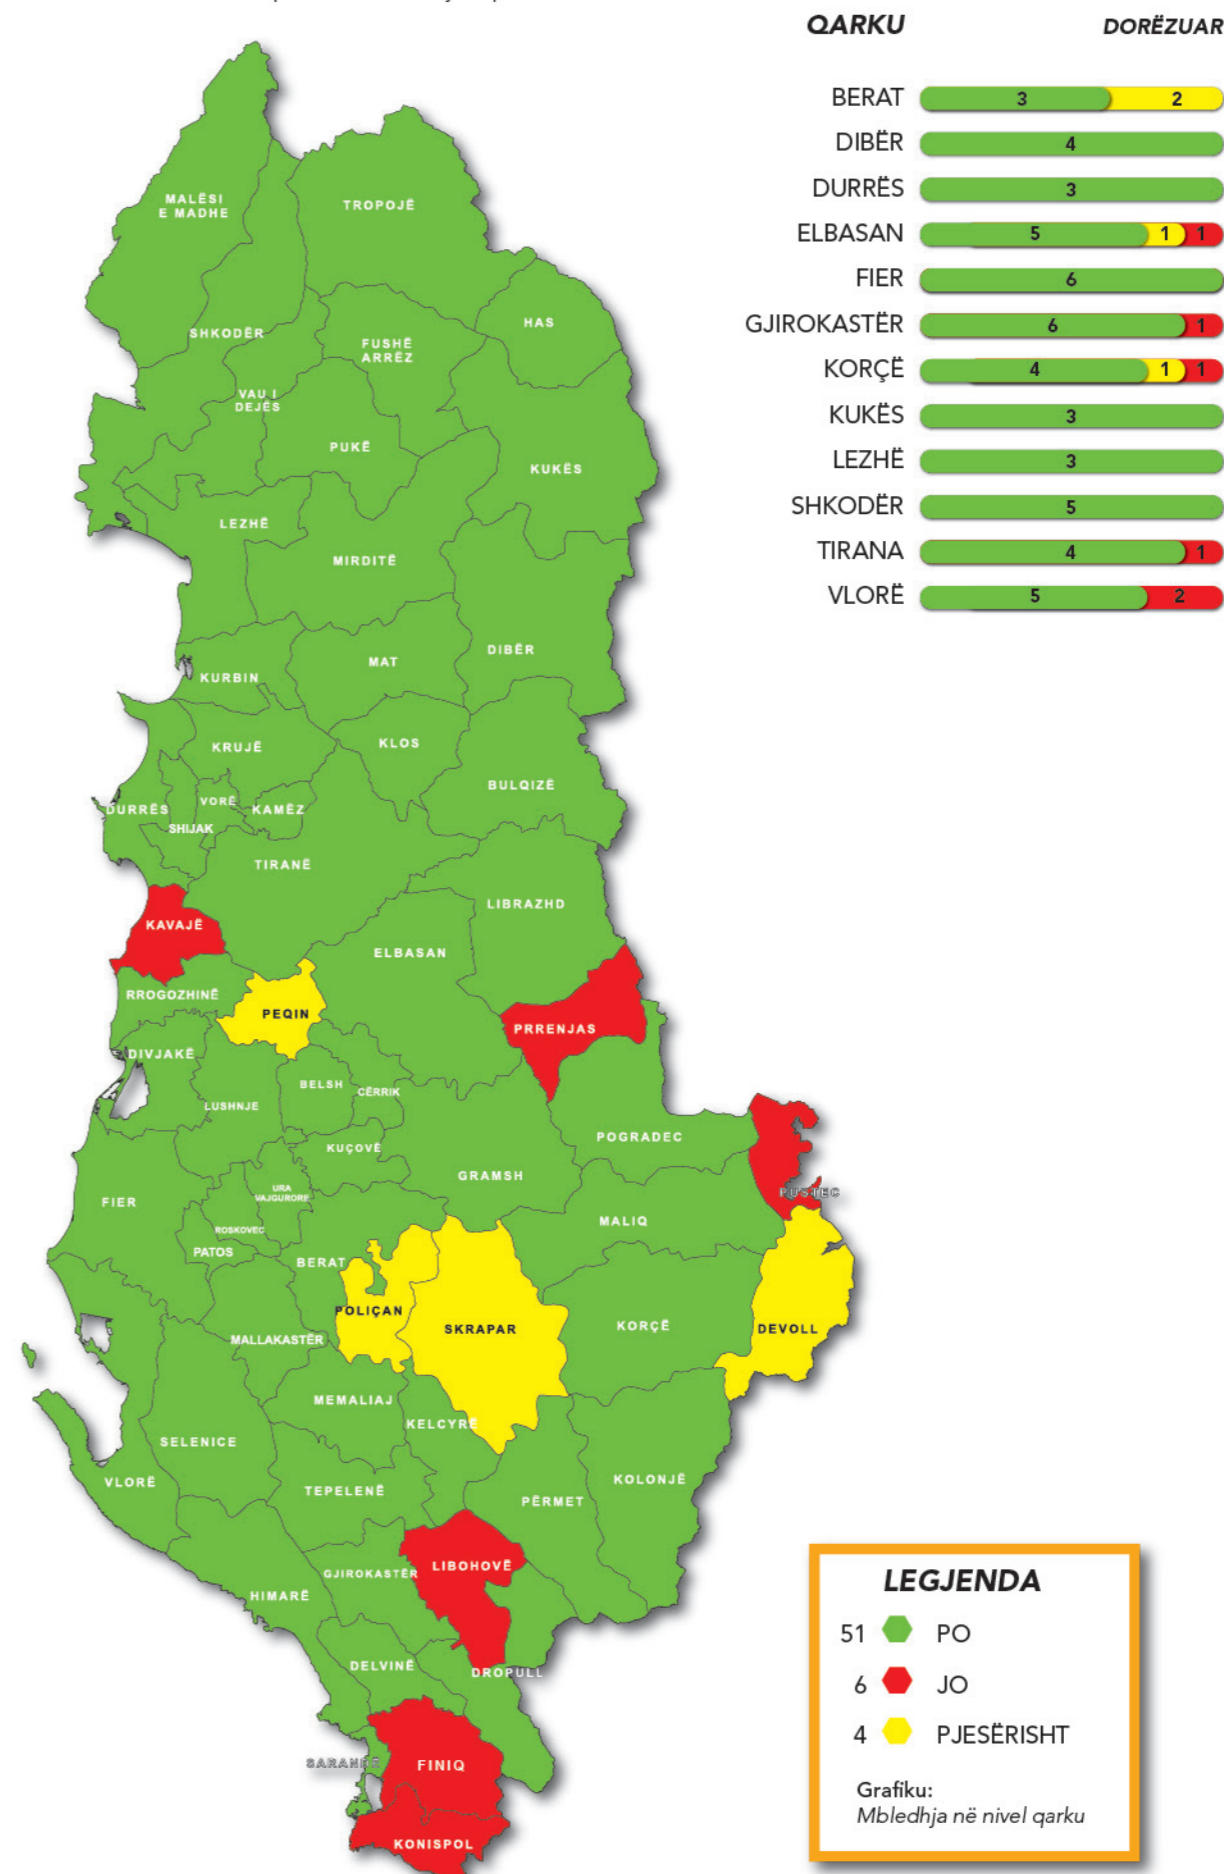 QARKU DORËZUAR
BERAT 3 2
DIBËR 4
DURRËS 3
ELBASAN 5 1 1
FIER 6
GJIROKASTËR 6 1
KORÇË 4 1 1
KUKËS 3
LEZHË 3
SHKODËR 5
TIRANA 4 1
VLORË 5 2
MALËSI
E MADHE
TROPOJË
SHKODËR
HAS
FUSHË
ARRËZ
VAU I
DEJËS
PUKË
KUKËS
LEZHË
MIRDITË
DIBËR
MAT
KURBIN
KRUJË
KLOS
BULQIZË
DURRËS
VORË
KAMËZ
SHIJAK
TIRANË
LIBRAZHD
KAVAJË
ELBASAN
RROGOZHINË
PEQIN
PRRENJAS
DIVJAKË
BELSH
CËRRIK
LUSHNJE
POGRADEC
KUÇOVË
GRAMSH
URA
VAJGURORE
PUSTEC
FIER
MALIQ
ROSKOVEC
PATOS
BERAT
POLIÇAN
SKRAPAR
KORÇË
DEVOLL
MALLAKASTËR
MEMALIAJ
KELCYRË
SELENICE
VLORË
TEPELENË
PËRMET
KOLONJË
LIBOHOVË
GJIROKASTËR
HIMARË
DELVINË
DROPULL
SARANDË
FINIQ
KONISPOL
LEGJENDA
51 PO
6 JO
4 PJESËRISHT
Grafiku:
Mbledhja në nivel qarku